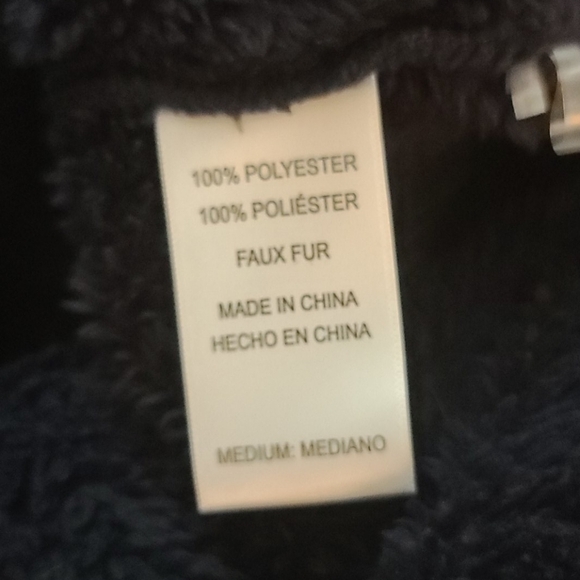 100% POLYESTER
100% POLIÉSTER
FAUX FUR
MADE IN CHINA
HECHO EN CHINA
MEDIUM: MEDIANO